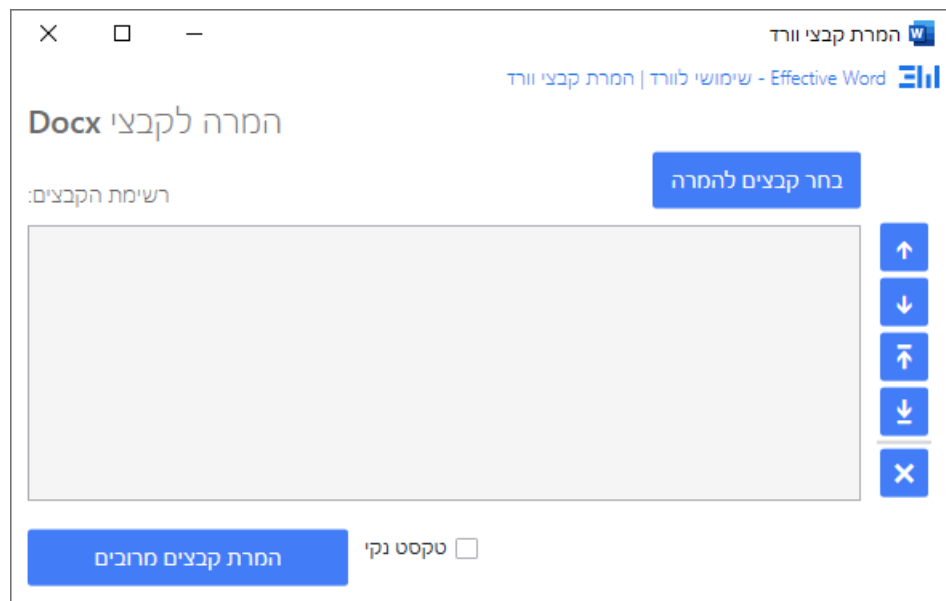 המרת קבצי וורד
Effective Word - שימושי לוורד | המרת קבצי וורד
המרה לקבצי Docx
בחר קבצים להמרה
רשימת הקבצים:
טקסט נקי
המרת קבצים מרובים